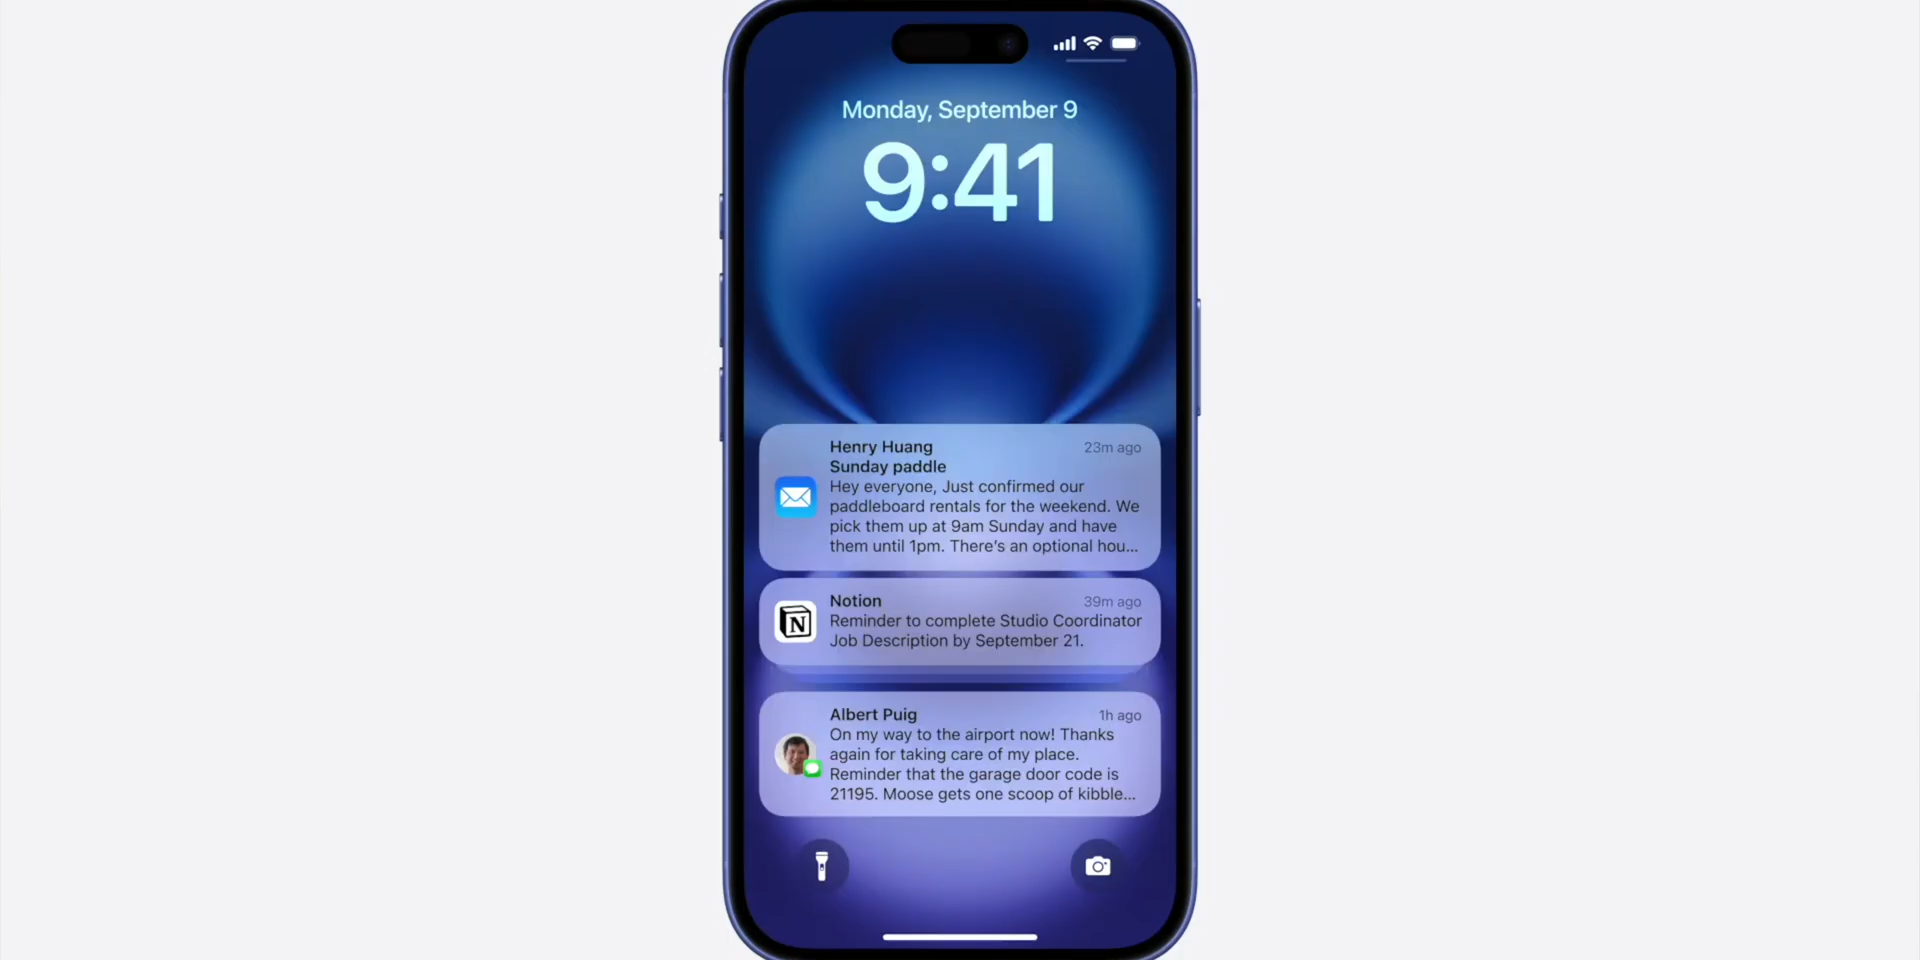 Monday, September 9
9:41
Henry Huang
23m ago
Sunday paddle
Hey everyone, Just confirmed our
paddleboard rentals for the weekend. We
pick them up at 9am Sunday and have
them until 1pm. There's an optional hou...
Notion
39m ago
N
Reminder to complete Studio Coordinator
Job Description by September 21.
Albert Puig
1h ago
On my way to the airport now! Thanks
again for taking care of my place.
Reminder that the garage door code is
21195. Moose gets one scoop of kibble...